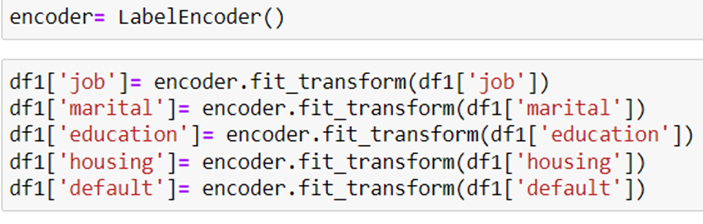 encoder= LabelEncoder()
df1['job']= encoder.fit_transform(df1['job'])
df1['marital']= encoder.fit_transform(df1['marital'])
df1['education']= encoder.fit_transform(df1['education'])
df1['housing']= encoder.fit_transform(df1['housing'])
df1['default']= encoder.fit_transform(df1['default'])